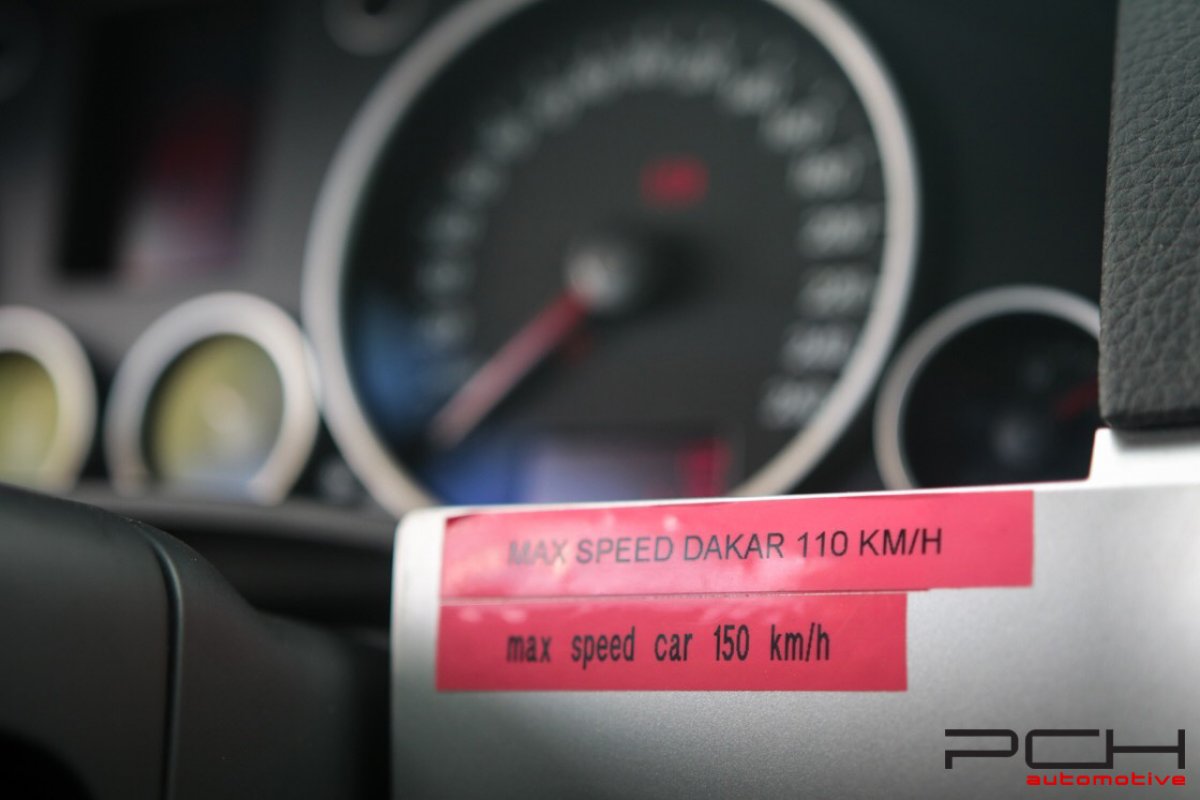 MAX SPEED DAKAR 110 KM/H
max speed car 150 km/h
PCH
automotive